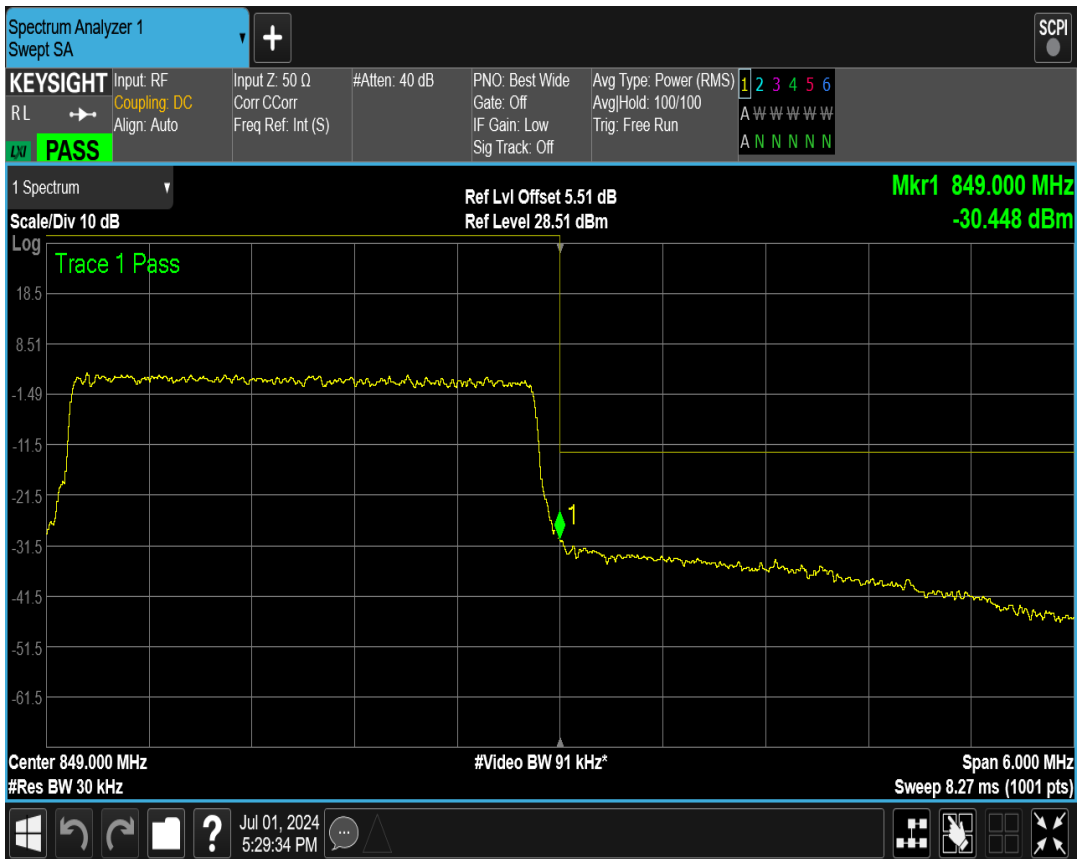 Spectrum Analyzer 1
Swept SA
SCPI
KEYSIGHT
R L
LXI PASS
Input: RF
Coupling: DC
Align: Auto
Input Z: 50 Ω
Corr CCorr
Freq Ref: Int (S)
#Atten: 40 dB
PNO: Best Wide
Gate: Off
IF Gain: Low
Sig Track: Off
Avg Type: Power (RMS)
Avg|Hold: 100/100
Trig: Free Run
1 2 3 4 5 6
A W W W W W
A N N N N N
1 Spectrum
Scale/Div 10 dB
Ref Lvl Offset 5.51 dB
Ref Level 28.51 dBm
Mkr1 849.000 MHz
-30.448 dBm
Log
Trace 1 Pass
18.5
8.51
-1.49
-11.5
-21.5
-31.5
-41.5
-51.5
-61.5
1
Center 849.000 MHz
#Res BW 30 kHz
#Video BW 91 kHz*
Span 6.000 MHz
Sweep 8.27 ms (1001 pts)
?
Jul 01, 2024
5:29:34 PM